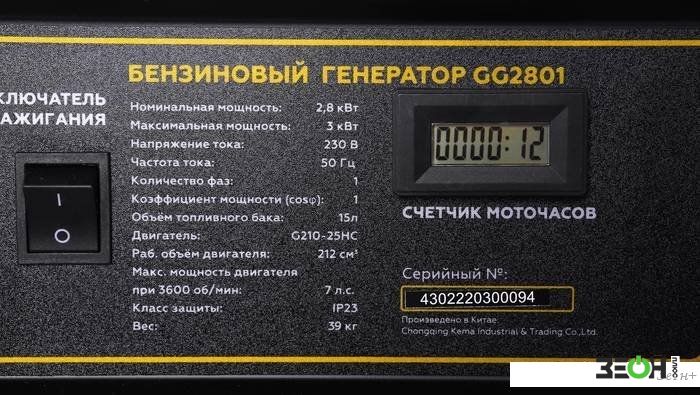 БЕНЗИНОВЫЙ ГЕНЕРАТОР GG2801
КЛЮЧАТЕЛЬ
АЖИГАНИЯ
I
O
Номинальная мощность: 2,8 кВт
Максимальная мощность: 3 кВт
Напряжение тока: 230 В
Частота тока: 50 Гц
Количество фаз: 1
Коэффициент мощности (cosφ): 1
Объём топливного бака: 15л
Двигатель: G210-25HC
Раб. объём двигателя: 212 см³
Макс. мощность двигателя
при 3600 об/мин: 7 л.с.
Класс защиты: IP23
Вес: 39 кг
0000:12
СЧЕТЧИК МОТОЧАСОВ
Серийный №:
4302220300094
Произведено в Китае
Chongqing Kema Industrial & Trading Co.,Ltd.
ЗЕОН